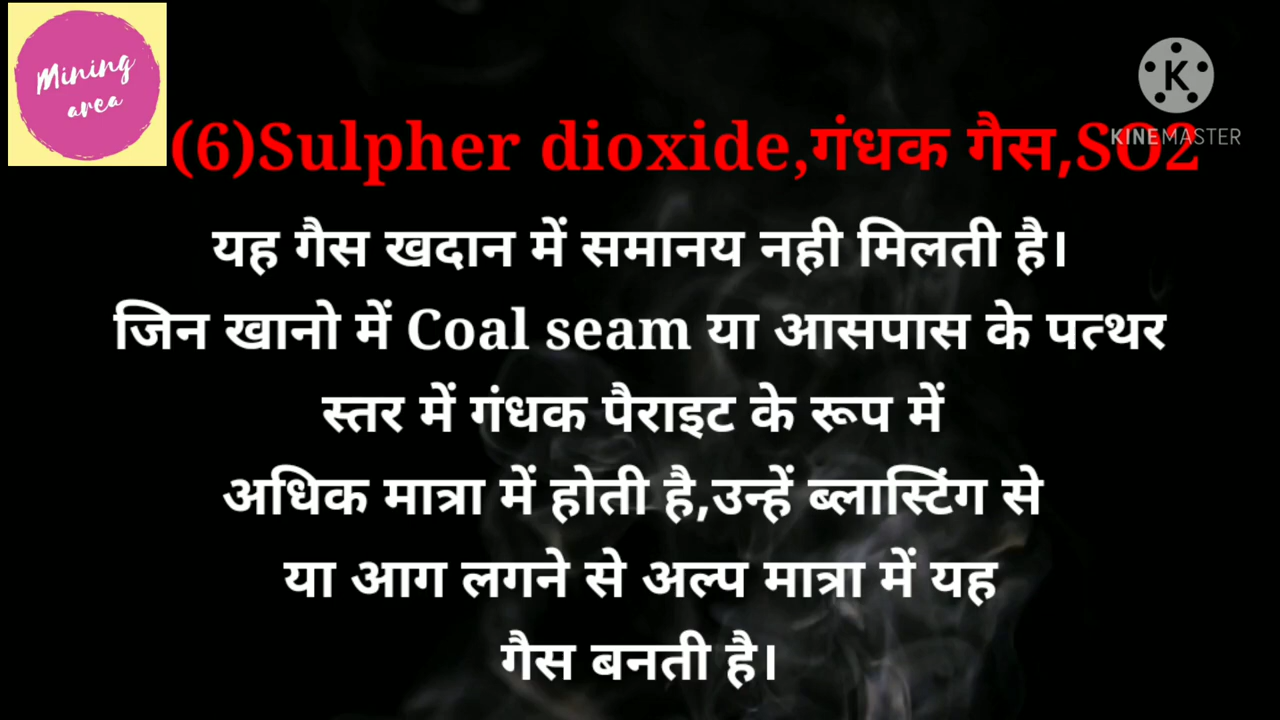 Mining
area
KINEMASTER
(6)Sulpher dioxide,गंधक गैस,SO2
यह गैस खदान में समानय नही मिलती है।
जिन खानो में Coal seam या आसपास के पत्थर
स्तर में गंधक पैराइट के रूप में
अधिक मात्रा में होती है,उन्हें ब्लास्टिंग से
या आग लगने से अल्प मात्रा में यह
गैस बनती है।